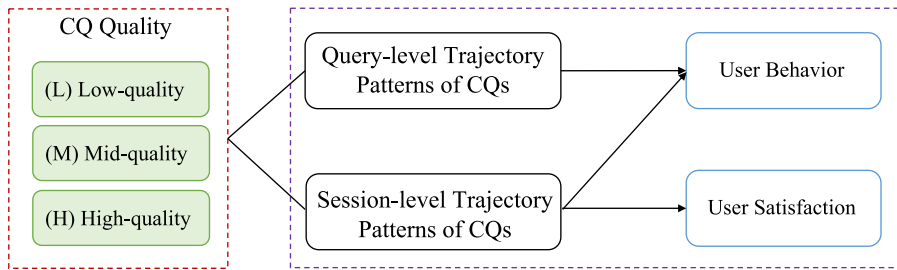 CQ Quality
(L) Low-quality
(M) Mid-quality
(H) High-quality
Query-level Trajectory
Patterns of CQs
Session-level Trajectory
Patterns of CQs
User Behavior
User Satisfaction